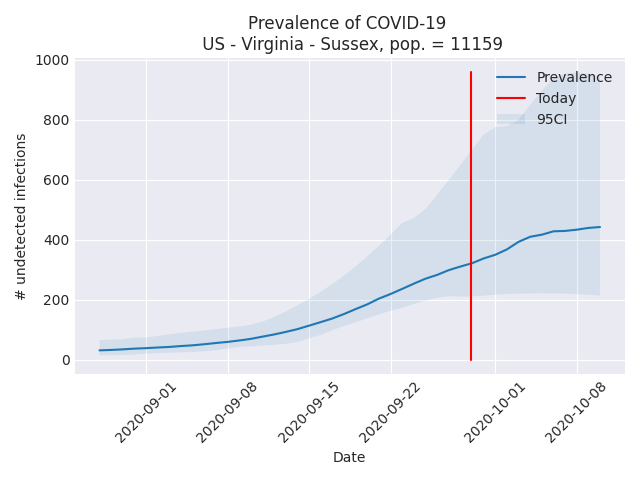 Prevalence of COVID-19
US - Virginia - Sussex, pop. = 11159
1000
800
600
400
200
0
# undetected infections
Prevalence
Today
95CI
2020-09-01
2020-09-08
2020-09-15
2020-09-22
2020-10-01
2020-10-08
Date